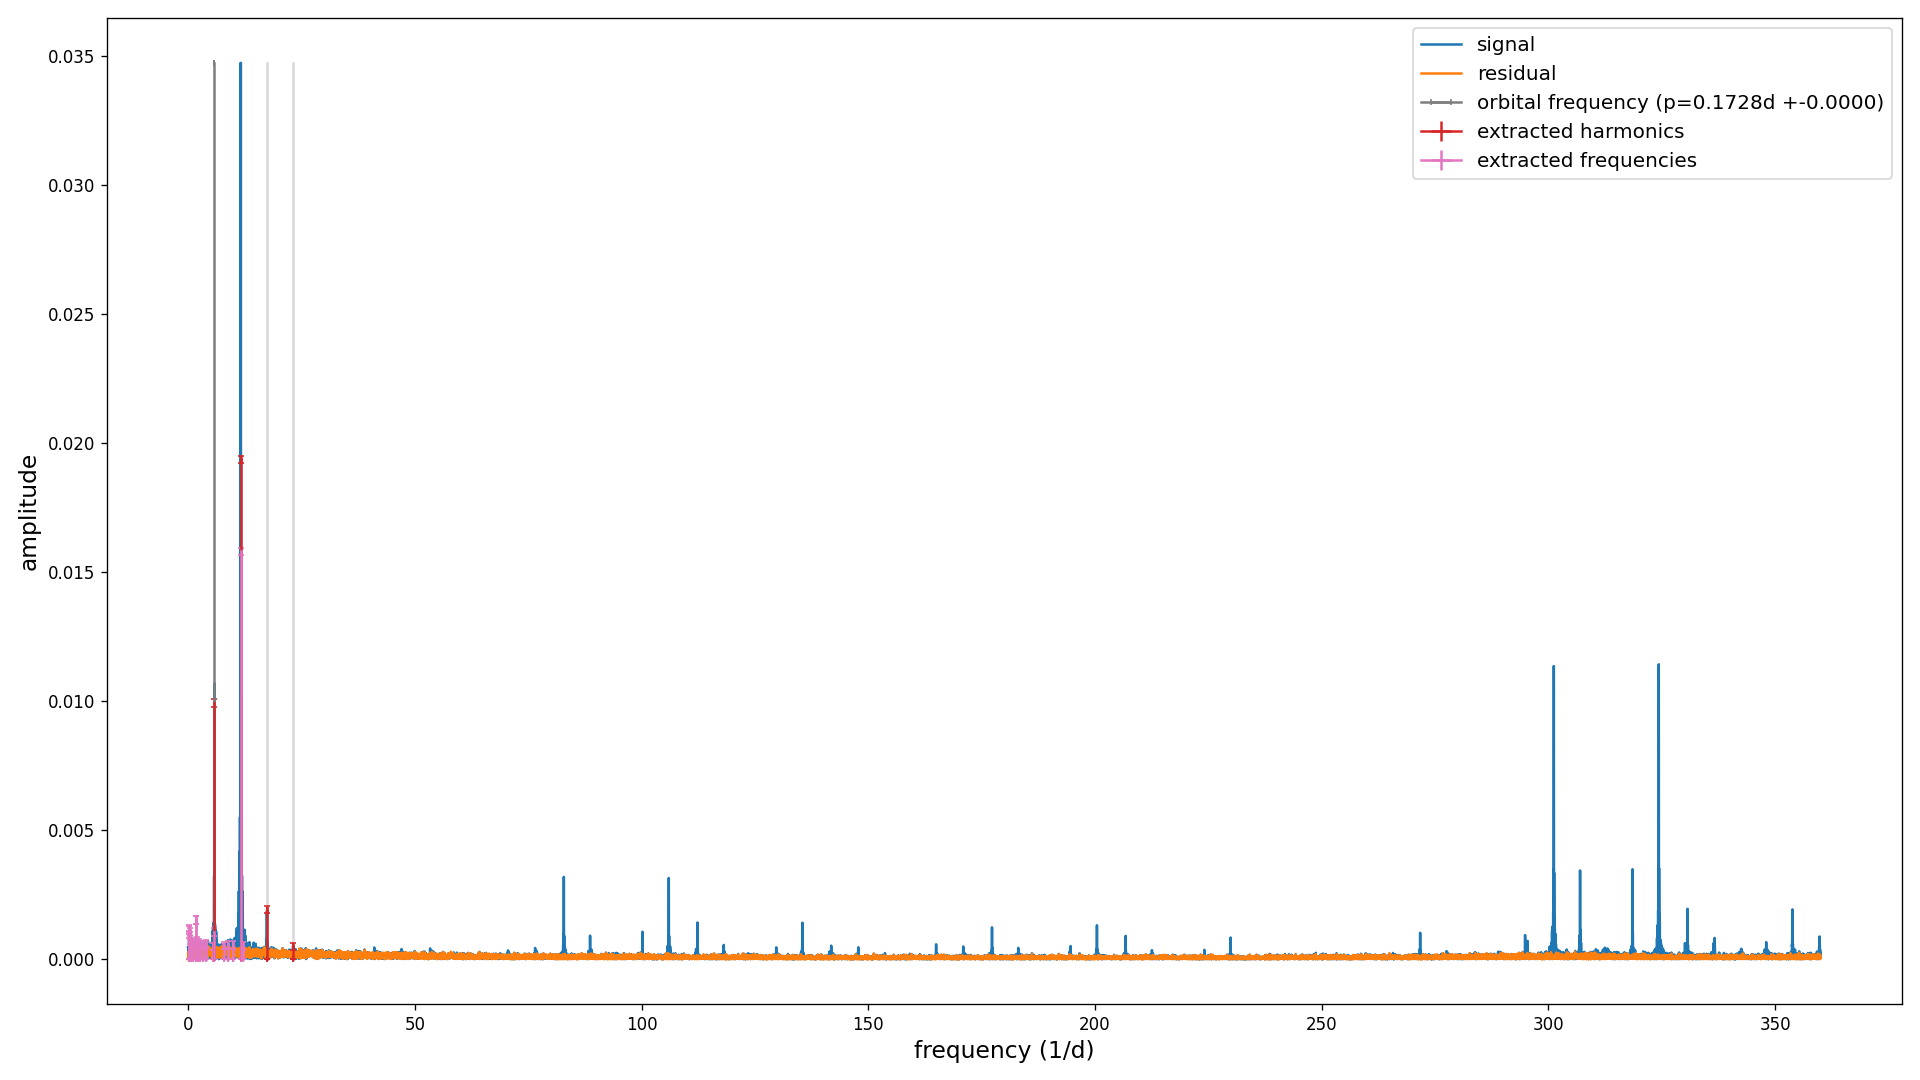 signal
residual
orbital frequency (p=0.1728d +-0.0000)
extracted harmonics
extracted frequencies
0.035
0.030
0.025
0.020
0.015
0.010
0.005
0.000
amplitude
0 50 100 150 200 250 300 350
frequency (1/d)